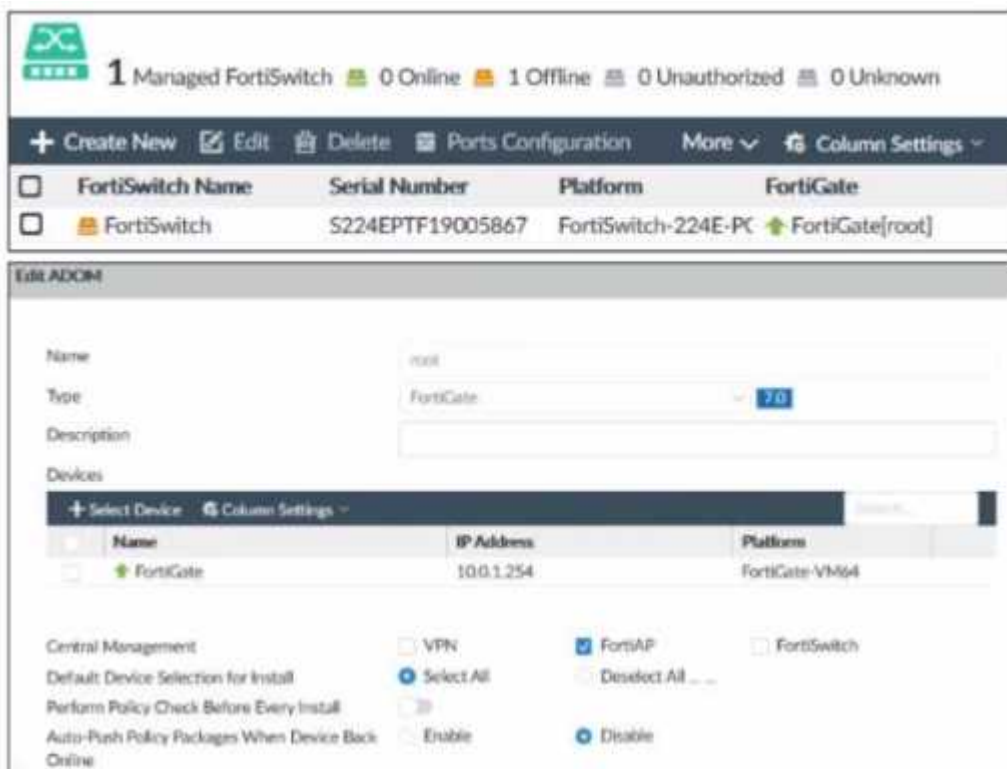 1 Managed FortiSwitch 0 Online 1 Offline 0 Unauthorized 0 Unknown
Create New Edit Delete Ports Configuration More Column Settings
FortiSwitch Name Serial Number Platform FortiGate
FortiSwitch S224EPTF19005867 FortiSwitch-224E-PC FortiGate[root]
Edit ADOM
Name root
Type FortiGate 7.0
Description
Devices
Select Device Column Settings
Name IP Address Platform
FortiGate 10.0.1.254 FortiGate-VM64
Central Management VPN FortiAP FortiSwitch
Default Device Selection for Install Select All Deselect All
Perform Policy Check Before Every Install
Auto-Push Policy Packages When Device Back Enable Disable
Online